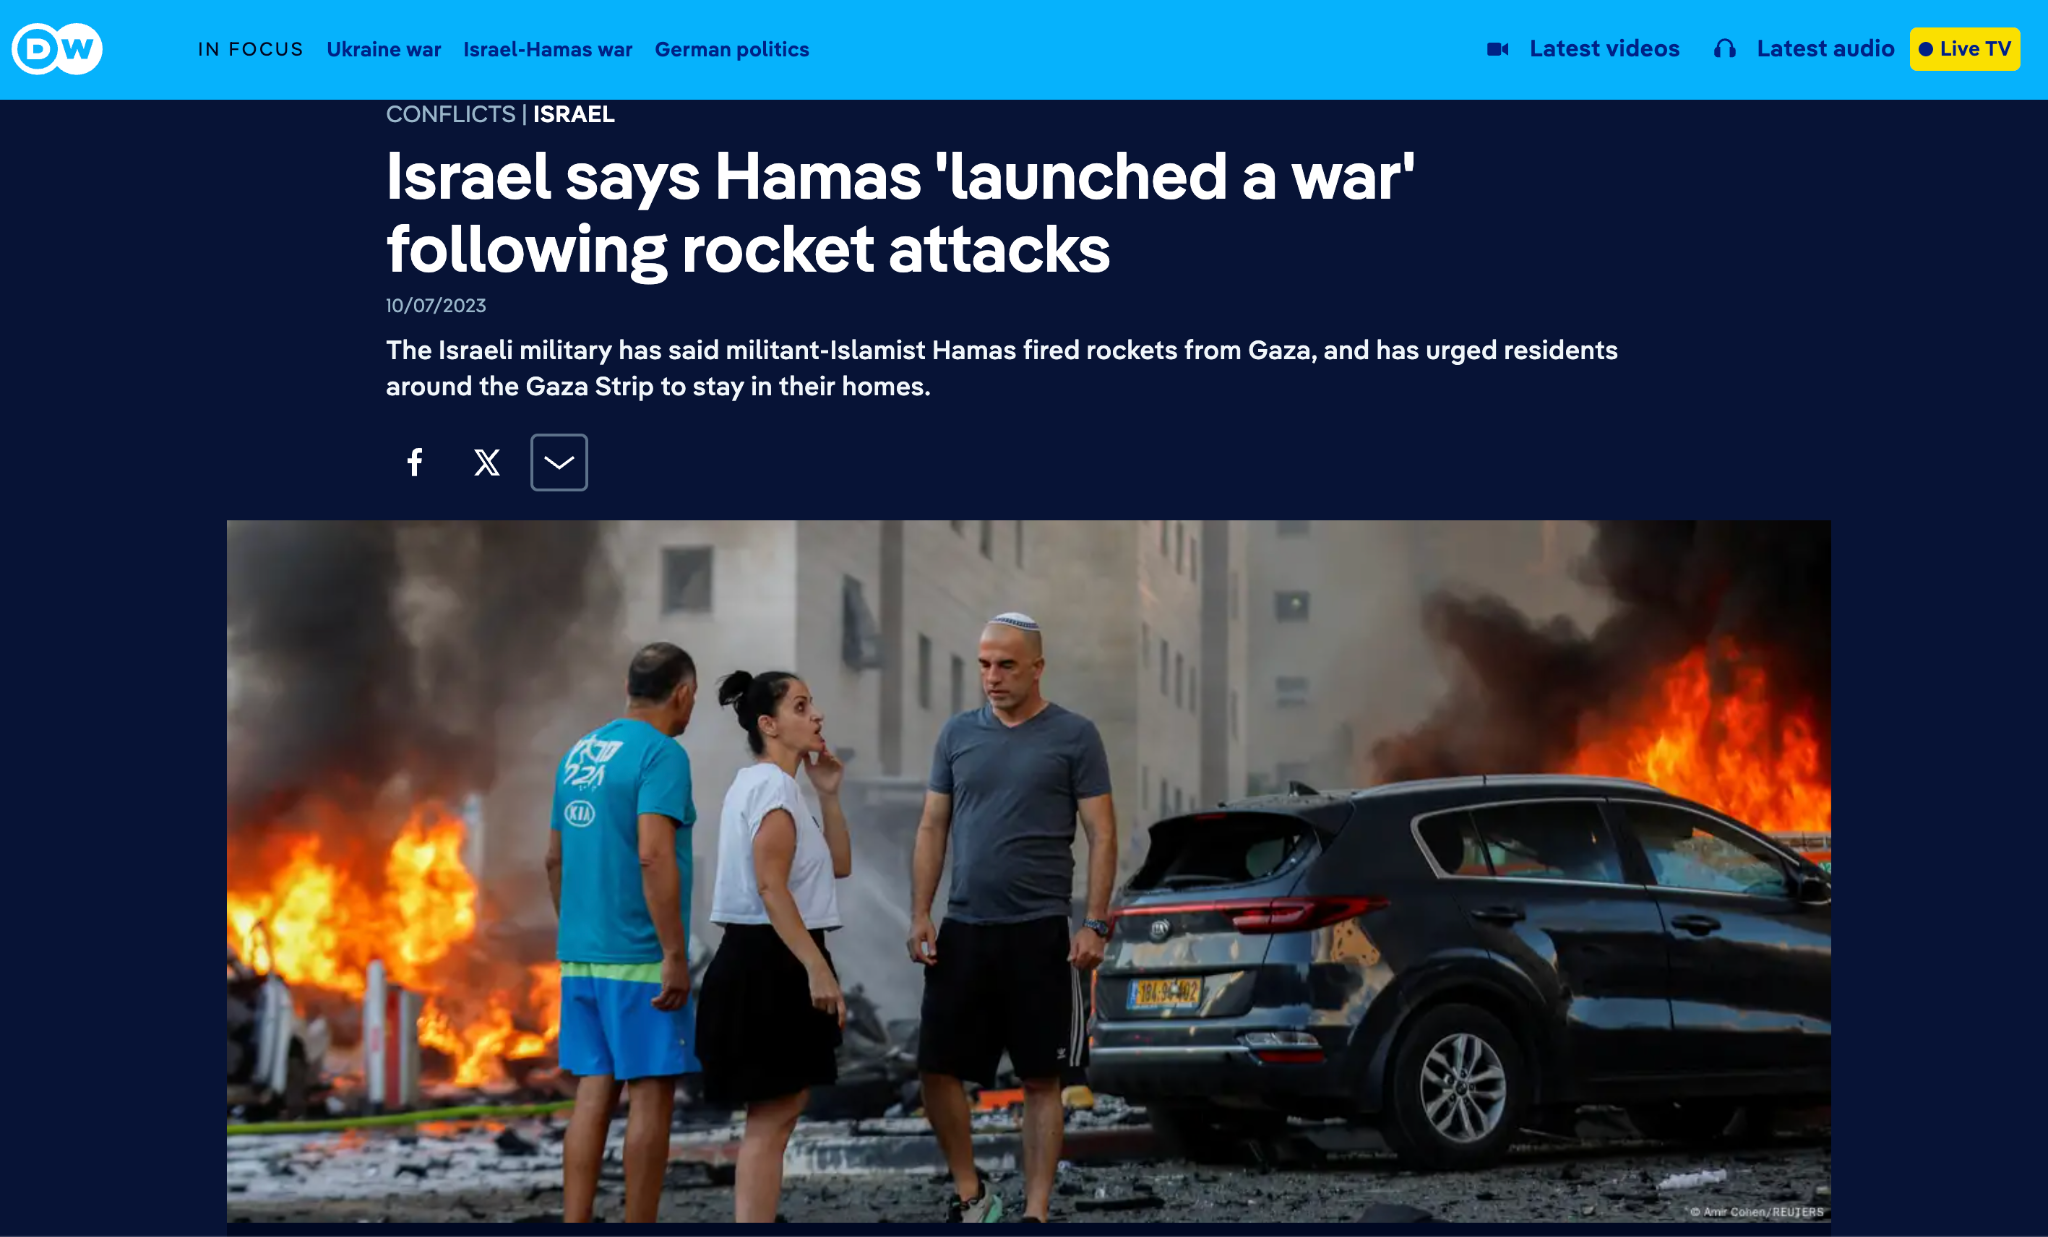 DW
IN FOCUS Ukraine war Israel-Hamas war German politics Latest videos Latest audio Live TV
CONFLICTS | ISRAEL
Israel says Hamas 'launched a war'
following rocket attacks
10/07/2023
The Israeli military has said militant-Islamist Hamas fired rockets from Gaza, and has urged residents
around the Gaza Strip to stay in their homes.
KIA
© Amir Cohen/REUTERS